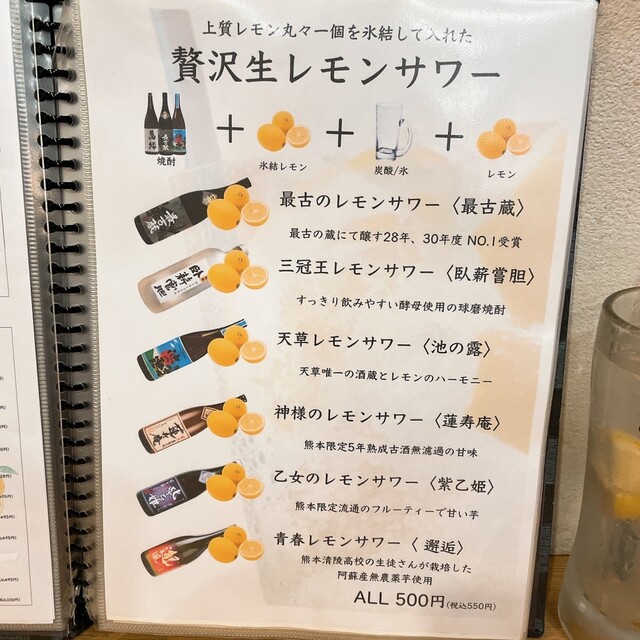 上質レモン丸々一個を氷結して入れた
贅沢生レモンサワー
焼酎
氷結レモン
炭酸/氷
レモン
最古のレモンサワー〈最古蔵〉
最古の蔵にて醸す28年、30年度 NO.1受賞
三冠王レモンサワー〈臥薪嘗胆〉
すっきり飲みやすい酵母使用の球磨焼酎
天草レモンサワー〈池の露〉
天草唯一の酒蔵とレモンのハーモニー
神様のレモンサワー〈蓮寿庵〉
熊本限定5年熟成古酒無濾過の甘味
乙女のレモンサワー〈紫乙姫〉
熊本限定流通のフルーティーで甘い芋
青春レモンサワー〈 邂逅〉
熊本清陵高校の生徒さんが栽培した
阿蘇産無農薬芋使用
ALL 500円(税込550円)